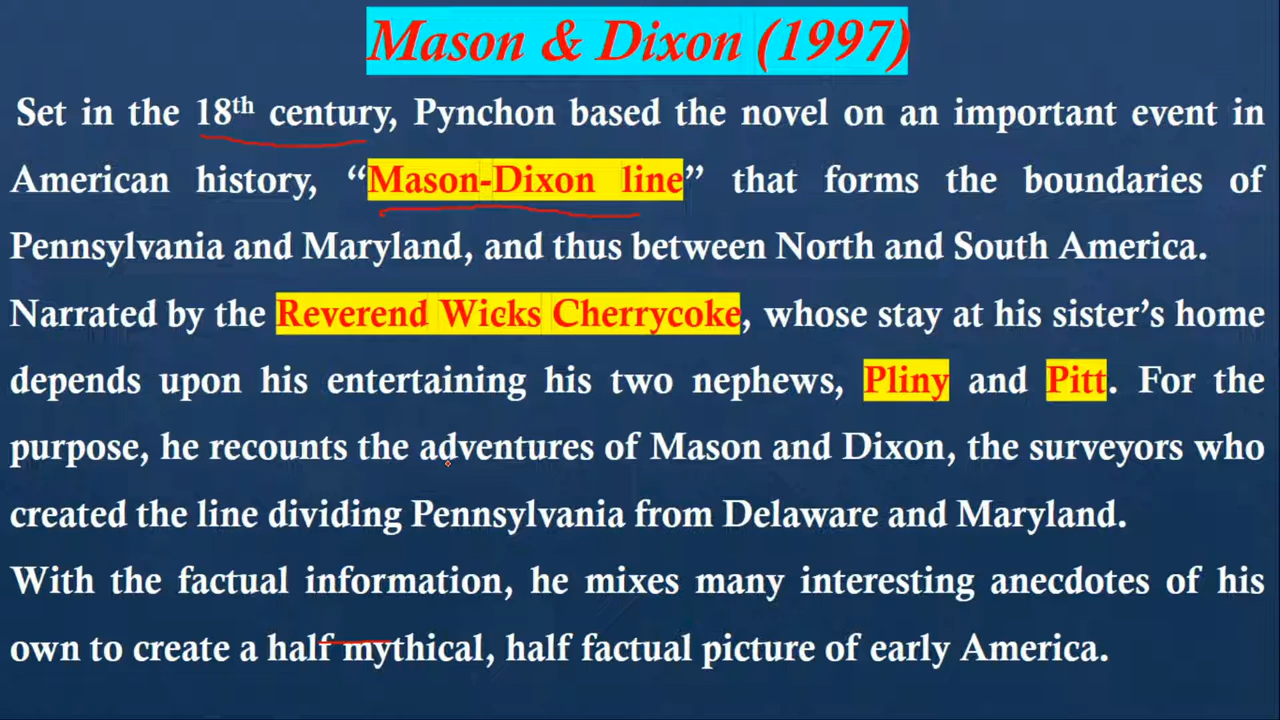 Mason & Dixon (1997)
Set in the 18th century, Pynchon based the novel on an important event in
American history, “Mason-Dixon line” that forms the boundaries of
Pennsylvania and Maryland, and thus between North and South America.
Narrated by the Reverend Wicks Cherrycoke, whose stay at his sister’s home
depends upon his entertaining his two nephews, Pliny and Pitt. For the
purpose, he recounts the adventures of Mason and Dixon, the surveyors who
created the line dividing Pennsylvania from Delaware and Maryland.
With the factual information, he mixes many interesting anecdotes of his
own to create a half mythical, half factual picture of early America.